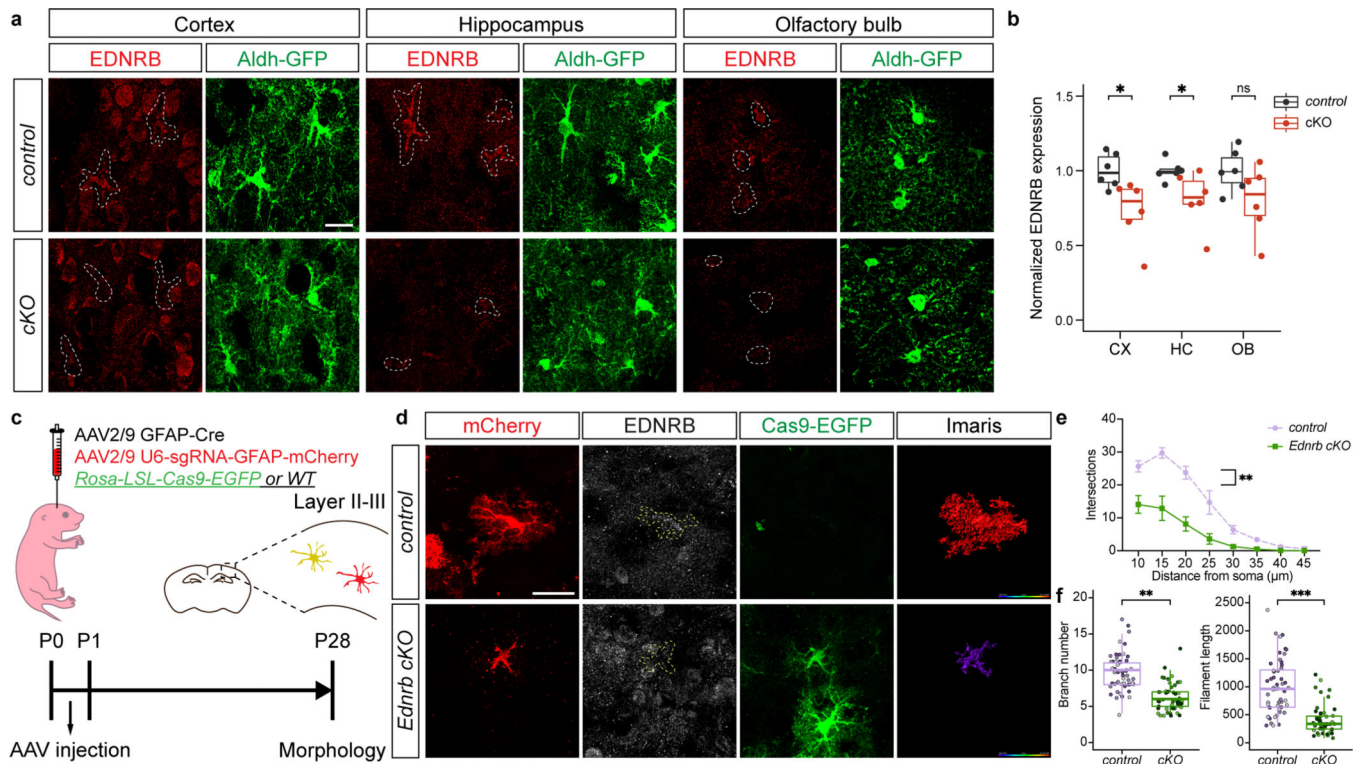 a
Cortex
Hippocampus
Olfactory bulb
EDNRB
Aldh-GFP
EDNRB
Aldh-GFP
EDNRB
Aldh-GFP
control
cKO
b
Normalized EDNRB expression
1.5
1.0
0.5
0.0
*
*
ns
control
cKO
CX
HC
OB
c
AAV2/9 GFAP-Cre
AAV2/9 U6-sgRNA-GFAP-mCherry
Rosa-LSL-Cas9-EGFP or WT
Layer II-III
P0
P1
P28
AAV injection
Morphology
d
mCherry
EDNRB
Cas9-EGFP
Imaris
control
Ednrb cKO
e
Intersections
40
30
20
10
0
control
Ednrb cKO
**
10 15 20 25 30 35 40 45
Distance from soma (μm)
f
Branch number
20
15
10
5
0
**
control
cKO
Filament length
2500
2000
1500
1000
500
0
***
control
cKO